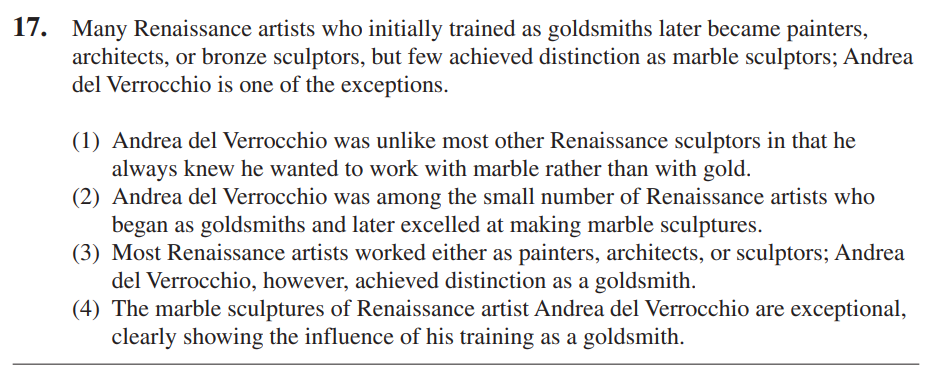 17. Many Renaissance artists who initially trained as goldsmiths later became painters,
architects, or bronze sculptors, but few achieved distinction as marble sculptors; Andrea
del Verrocchio is one of the exceptions.
(1) Andrea del Verrocchio was unlike most other Renaissance sculptors in that he
always knew he wanted to work with marble rather than with gold.
(2) Andrea del Verrocchio was among the small number of Renaissance artists who
began as goldsmiths and later excelled at making marble sculptures.
(3) Most Renaissance artists worked either as painters, architects, or sculptors; Andrea
del Verrocchio, however, achieved distinction as a goldsmith.
(4) The marble sculptures of Renaissance artist Andrea del Verrocchio are exceptional,
clearly showing the influence of his training as a goldsmith.